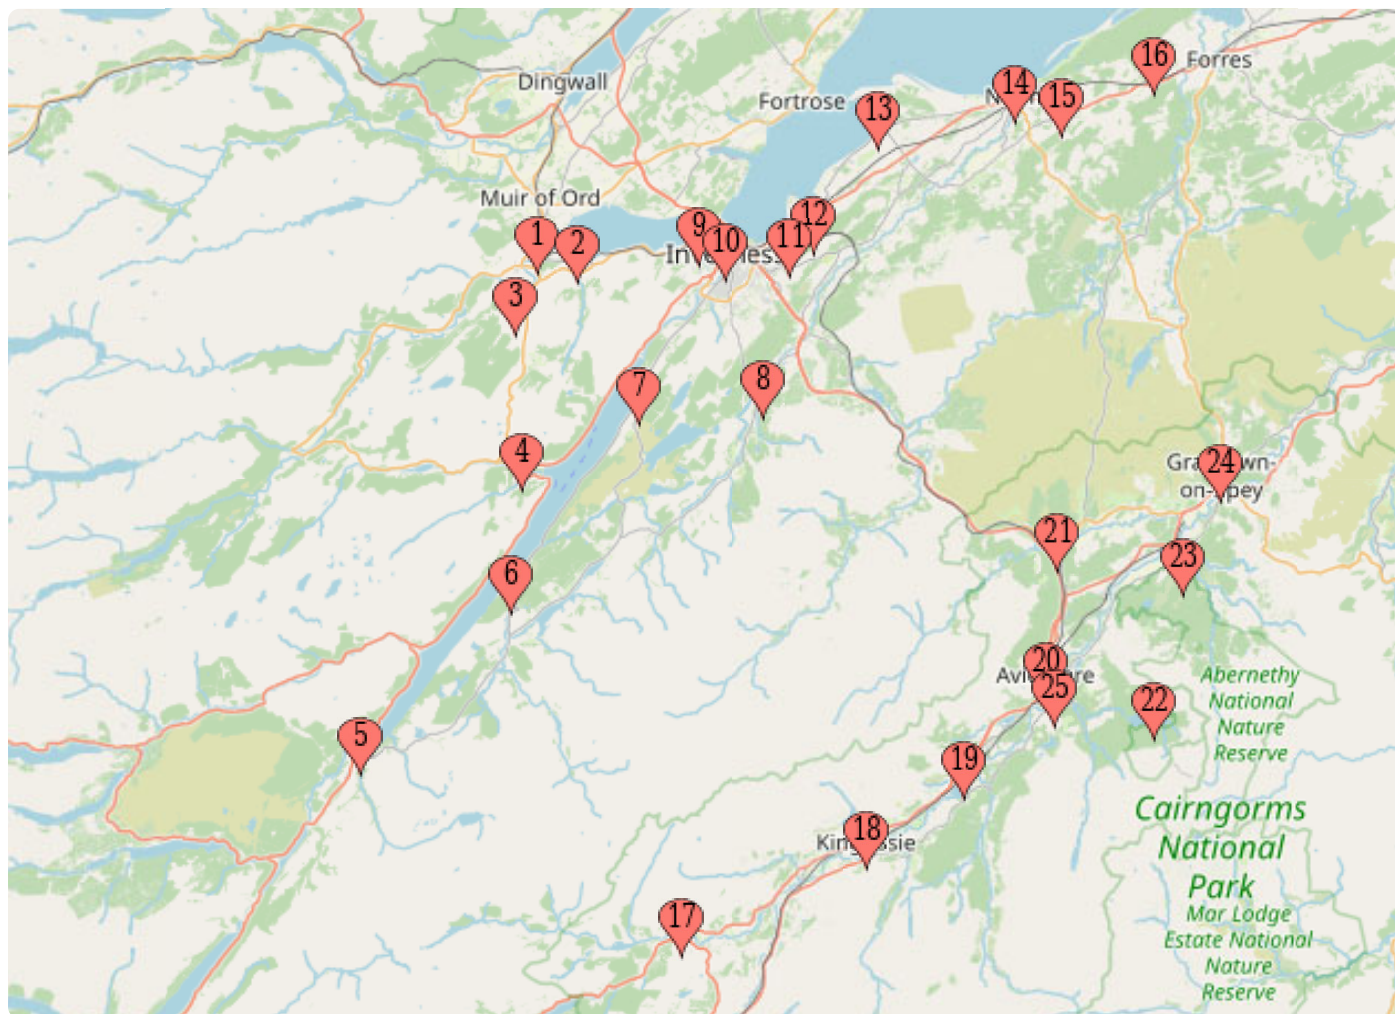 16
Forres
Dingwall
14
15
Fortrose
13
Muir of Ord
12
1
2
9
10
11
3
7
8
4
24
on-Spey
21
23
6
20
25
22
Abernethy
National
Nature
Reserve
5
19
Cairngorms
National
Park
18
17
Mar Lodge
Estate National
Nature
Reserve